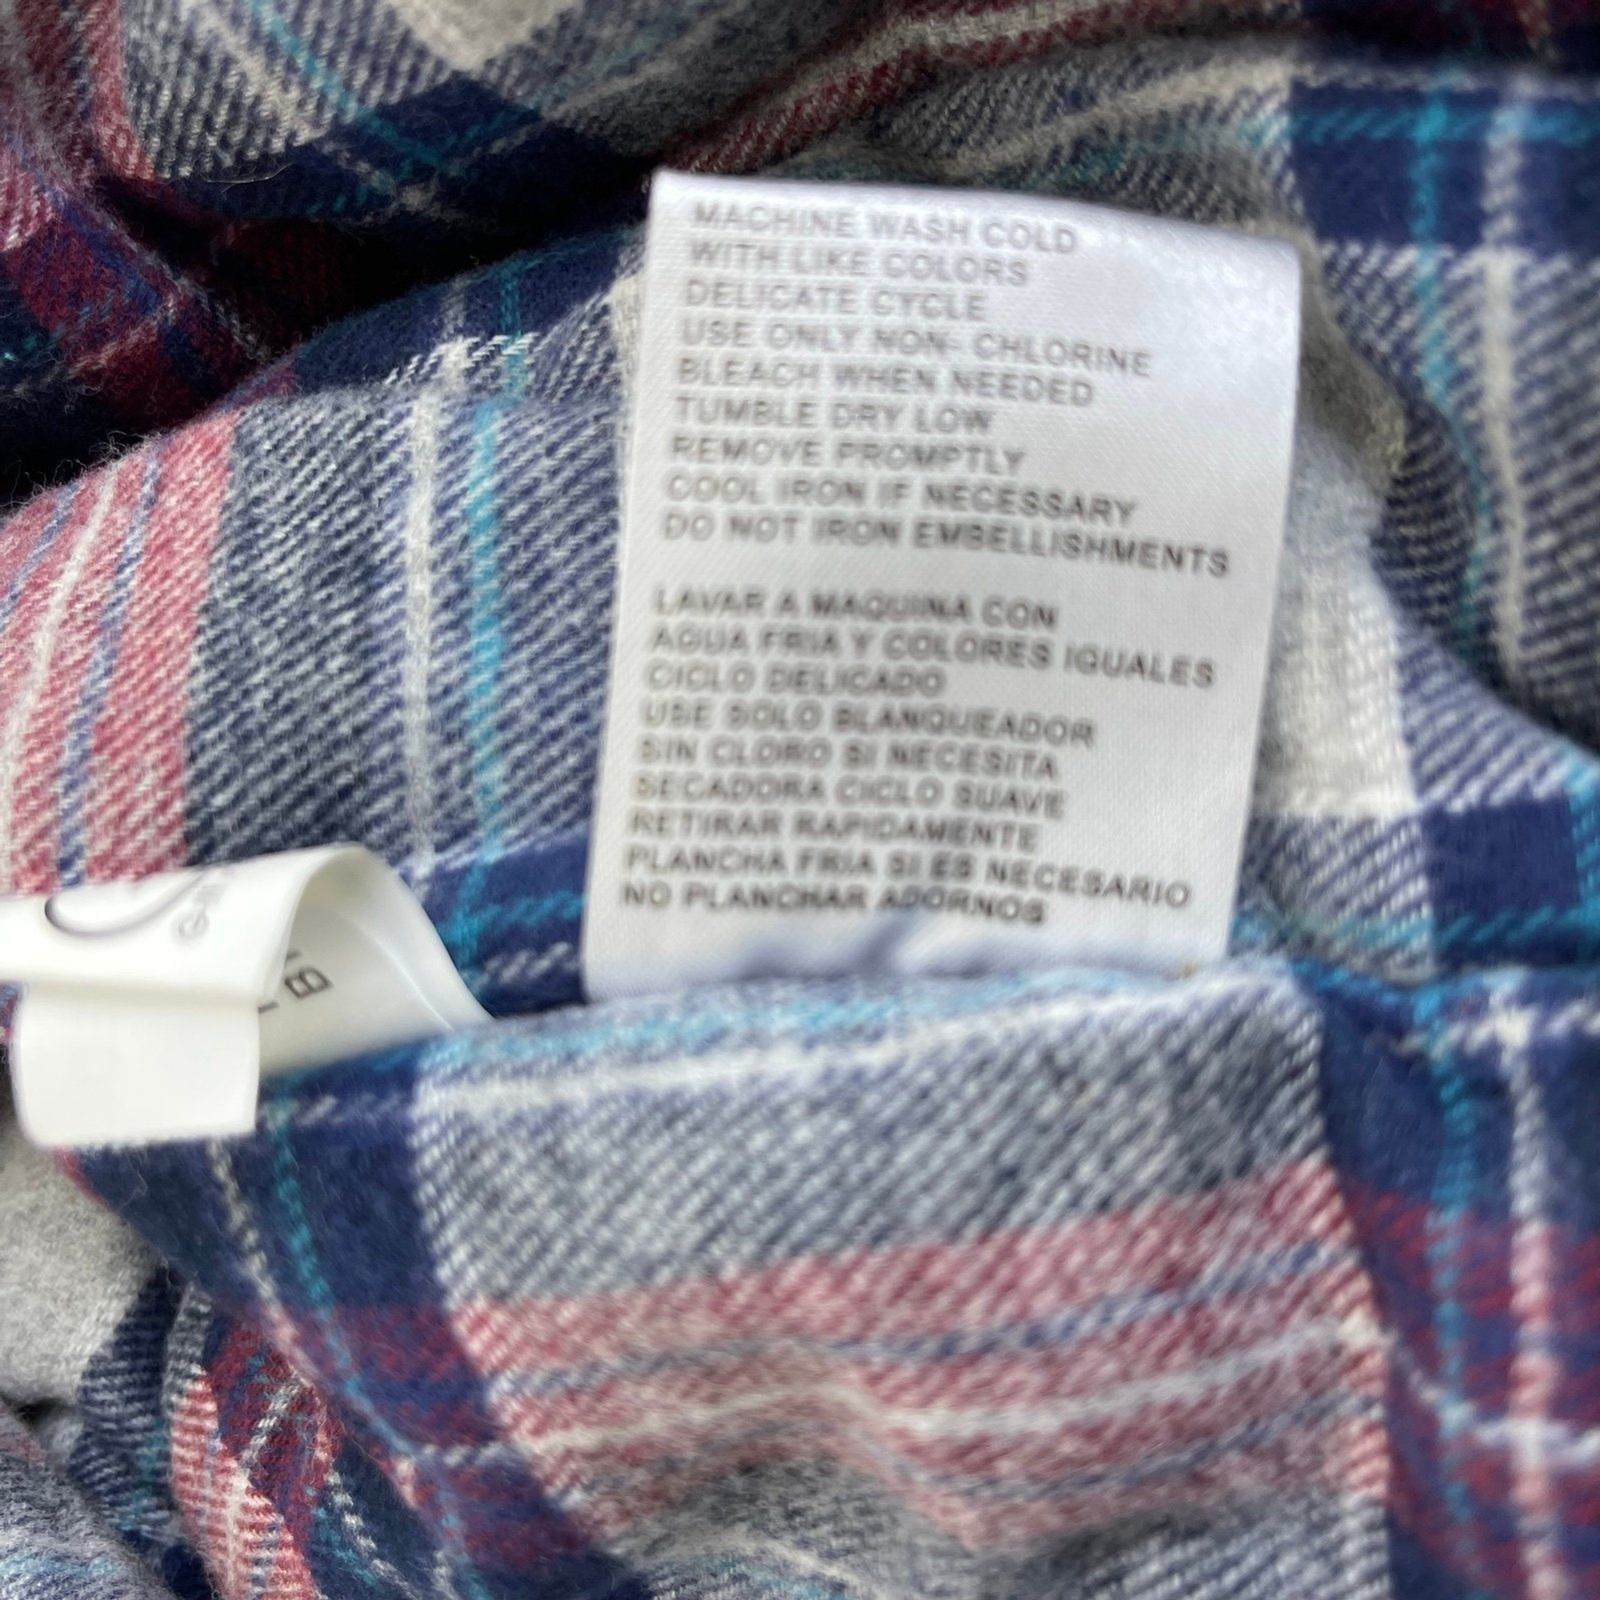 MACHINE WASH COLD
WITH LIKE COLORS
DELICATE CYCLE
USE ONLY NON- CHLORINE
BLEACH WHEN NEEDED
TUMBLE DRY LOW
REMOVE PROMPTLY
COOL IRON IF NECESSARY
DO NOT IRON EMBELLISHMENTS
LAVAR A MAQUINA CON
AGUA FRIA Y COLORES IGUALES
CICLO DELICADO
USE SOLO BLANQUEADOR
SIN CLORO SI NECESITA
SECADORA CICLO SUAVE
RETIRAR RAPIDAMENTE
PLANCHA FRIA SI ES NECESARIO
NO PLANCHAR ADORNOS